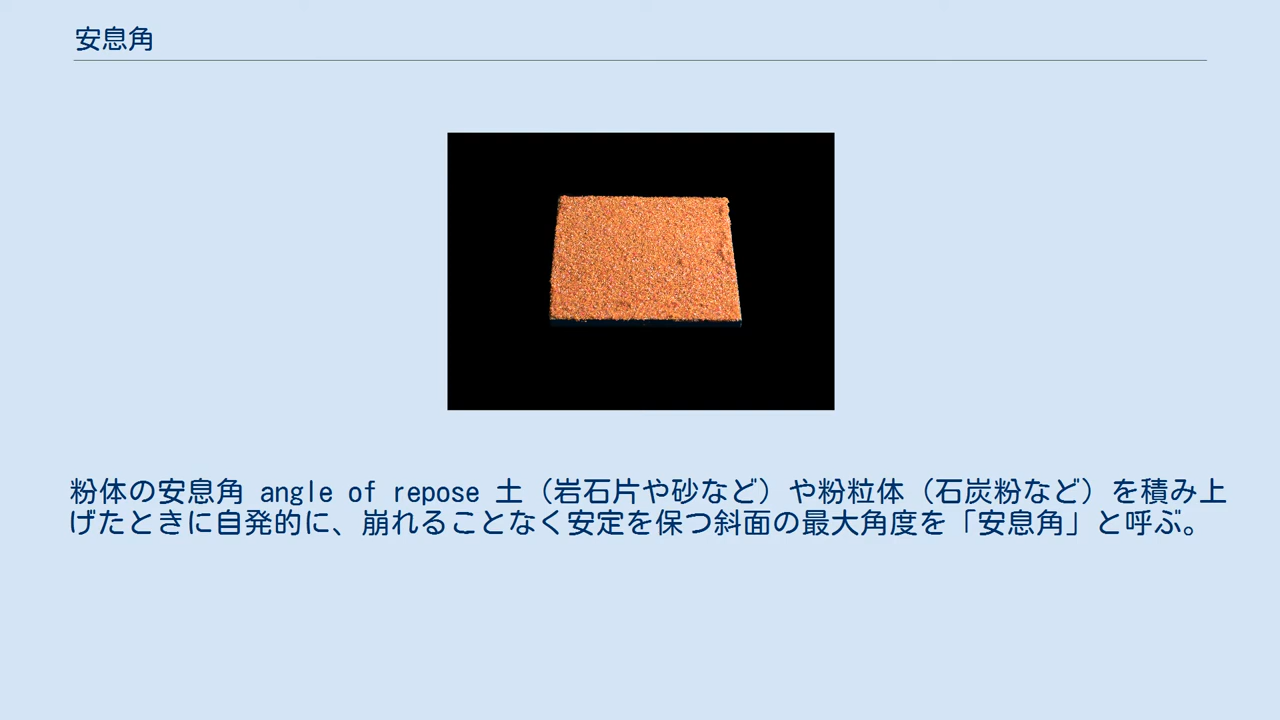 安息角
粉体の安息角 angle of repose 土（岩石片や砂など）や粉粒体（石炭粉など）を積み上
げたときに自発的に、崩れることなく安定を保つ斜面の最大角度を「安息角」と呼ぶ。